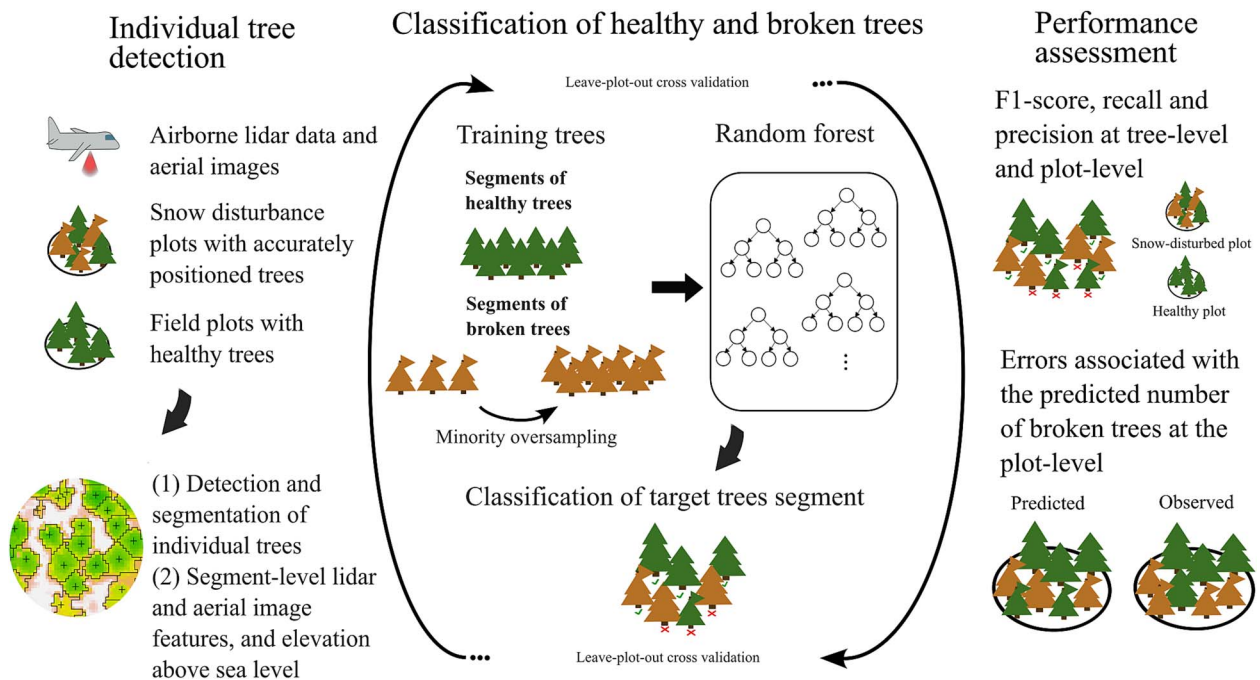 Individual tree
detection
Airborne lidar data and
aerial images
Snow disturbance
plots with accurately
positioned trees
Field plots with
healthy trees
(1) Detection and
segmentation of
individual trees
(2) Segment-level lidar
and aerial image
features, and elevation
above sea level
Classification of healthy and broken trees
Leave-plot-out cross validation
Training trees
Segments of
healthy trees
Segments of
broken trees
Minority oversampling
Random forest
Classification of target trees segment
Leave-plot-out cross validation
Performance
assessment
F1-score, recall and
precision at tree-level
and plot-level
Snow-disturbed plot
Healthy plot
Errors associated with
the predicted number
of broken trees at the
plot-level
Predicted
Observed